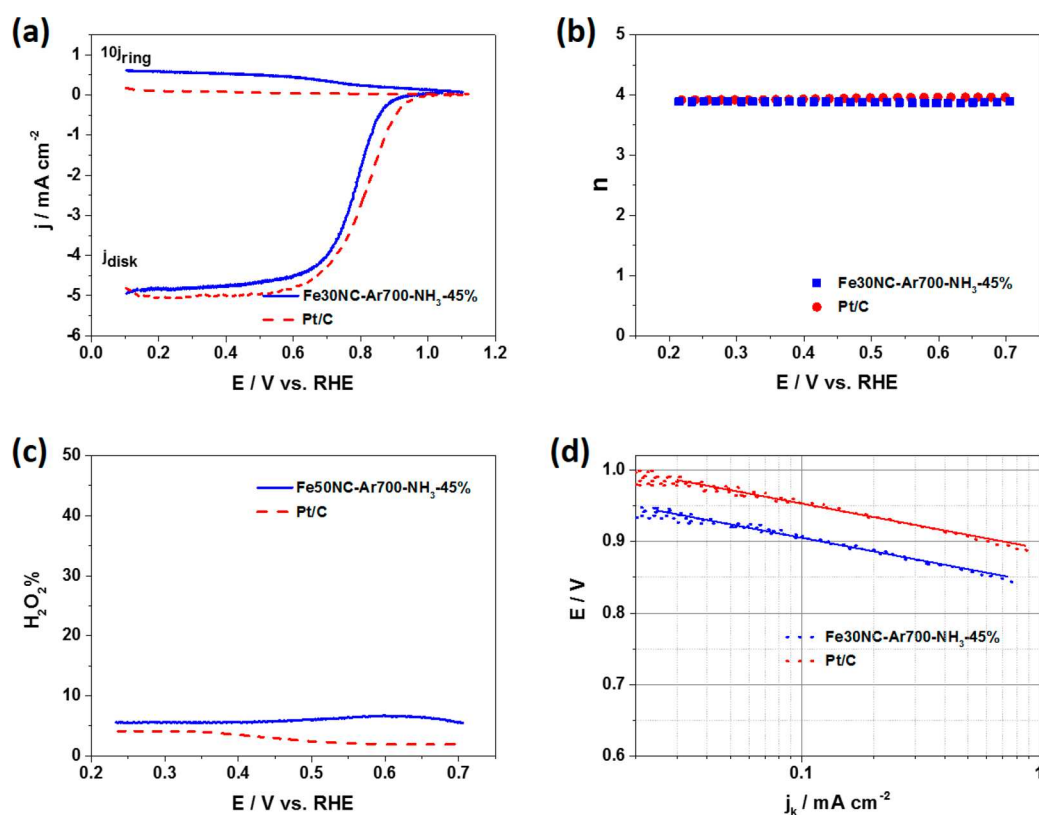 (a)
1
0
-1
-2
-3
-4
-5
-6
j / mA cm⁻²
10jring
jdisk
Fe30NC-Ar700-NH₃-45%
Pt/C
0.0 0.2 0.4 0.6 0.8 1.0 1.2
E / V vs. RHE
(b)
5
4
3
2
1
0
n
Fe30NC-Ar700-NH₃-45%
Pt/C
0.2 0.3 0.4 0.5 0.6 0.7
E / V vs. RHE
(c)
50
40
30
20
10
0
H₂O₂%
Fe50NC-Ar700-NH₃-45%
Pt/C
0.2 0.3 0.4 0.5 0.6 0.7
E / V vs. RHE
(d)
1.0
0.9
0.8
0.7
0.6
E / V
Fe30NC-Ar700-NH₃-45%
Pt/C
0.1 1
jₖ / mA cm⁻²